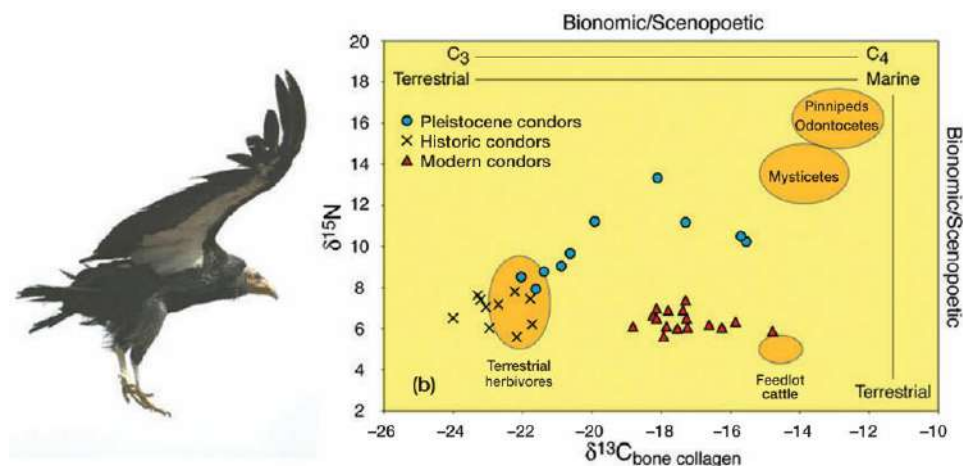 Bionomic/Scenopoetic
20
18
16
14
12
10
8
6
4
2
δ15N
C3 C4
Terrestrial Marine
Pleistocene condors
Historic condors
Modern condors
Pinnipeds
Odontocetes
Mysticetes
Terrestrial
herbivores
Feedlot
cattle
Terrestrial
(b)
Bionomic/Scenopoetic
−26 −24 −22 −20 −18 −16 −14 −12 −10
δ13Cbone collagen